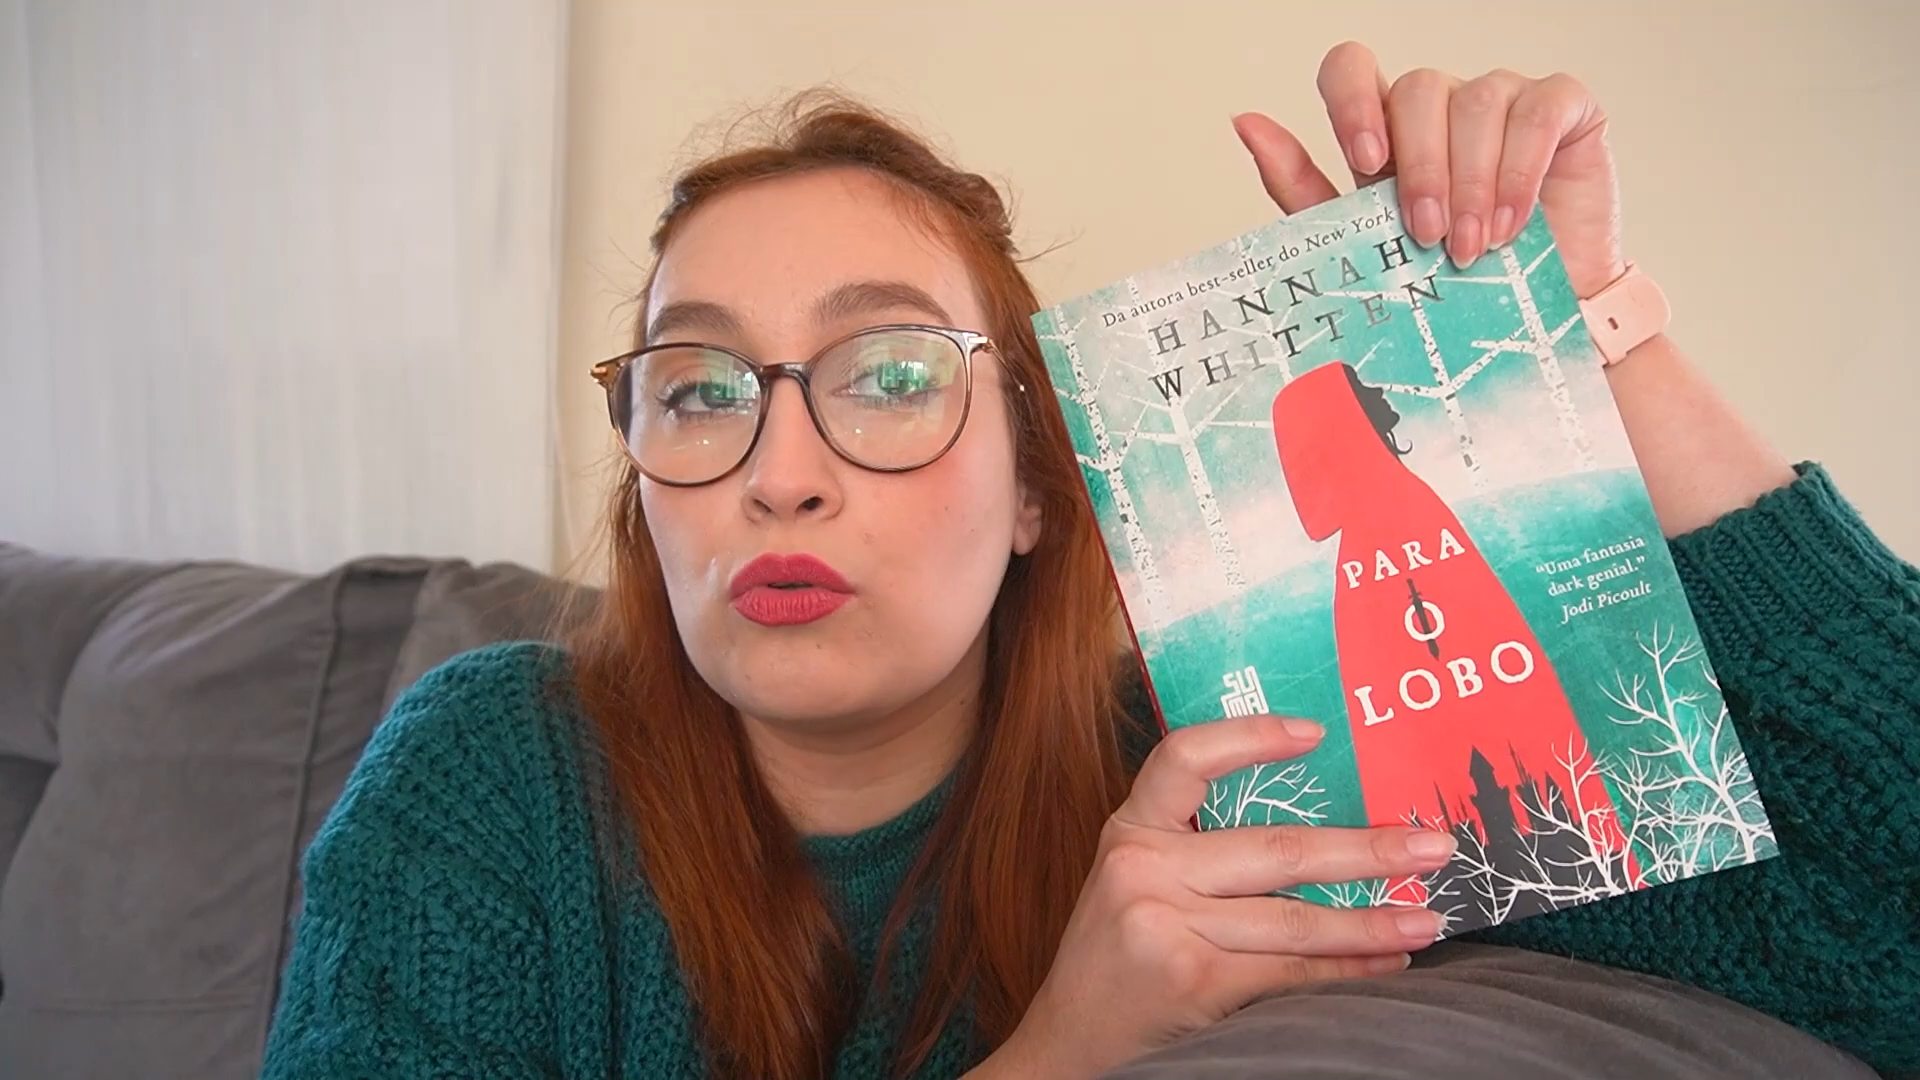 Da autora best-seller do New York
HANNAH
WHITTEN
PARA
O
LOBO
“Uma fantasia
dark genial.”
Jodi Picoult
SUMA